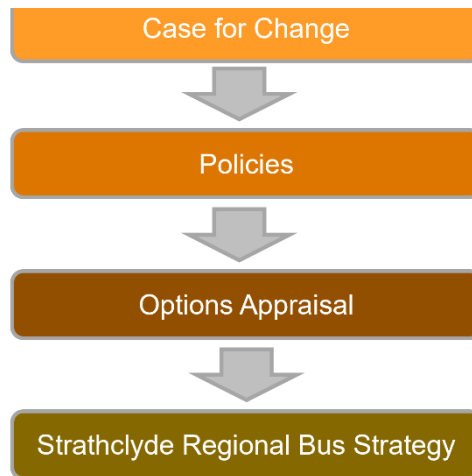 Case for Change
Policies
Options Appraisal
Strathclyde Regional Bus Strategy